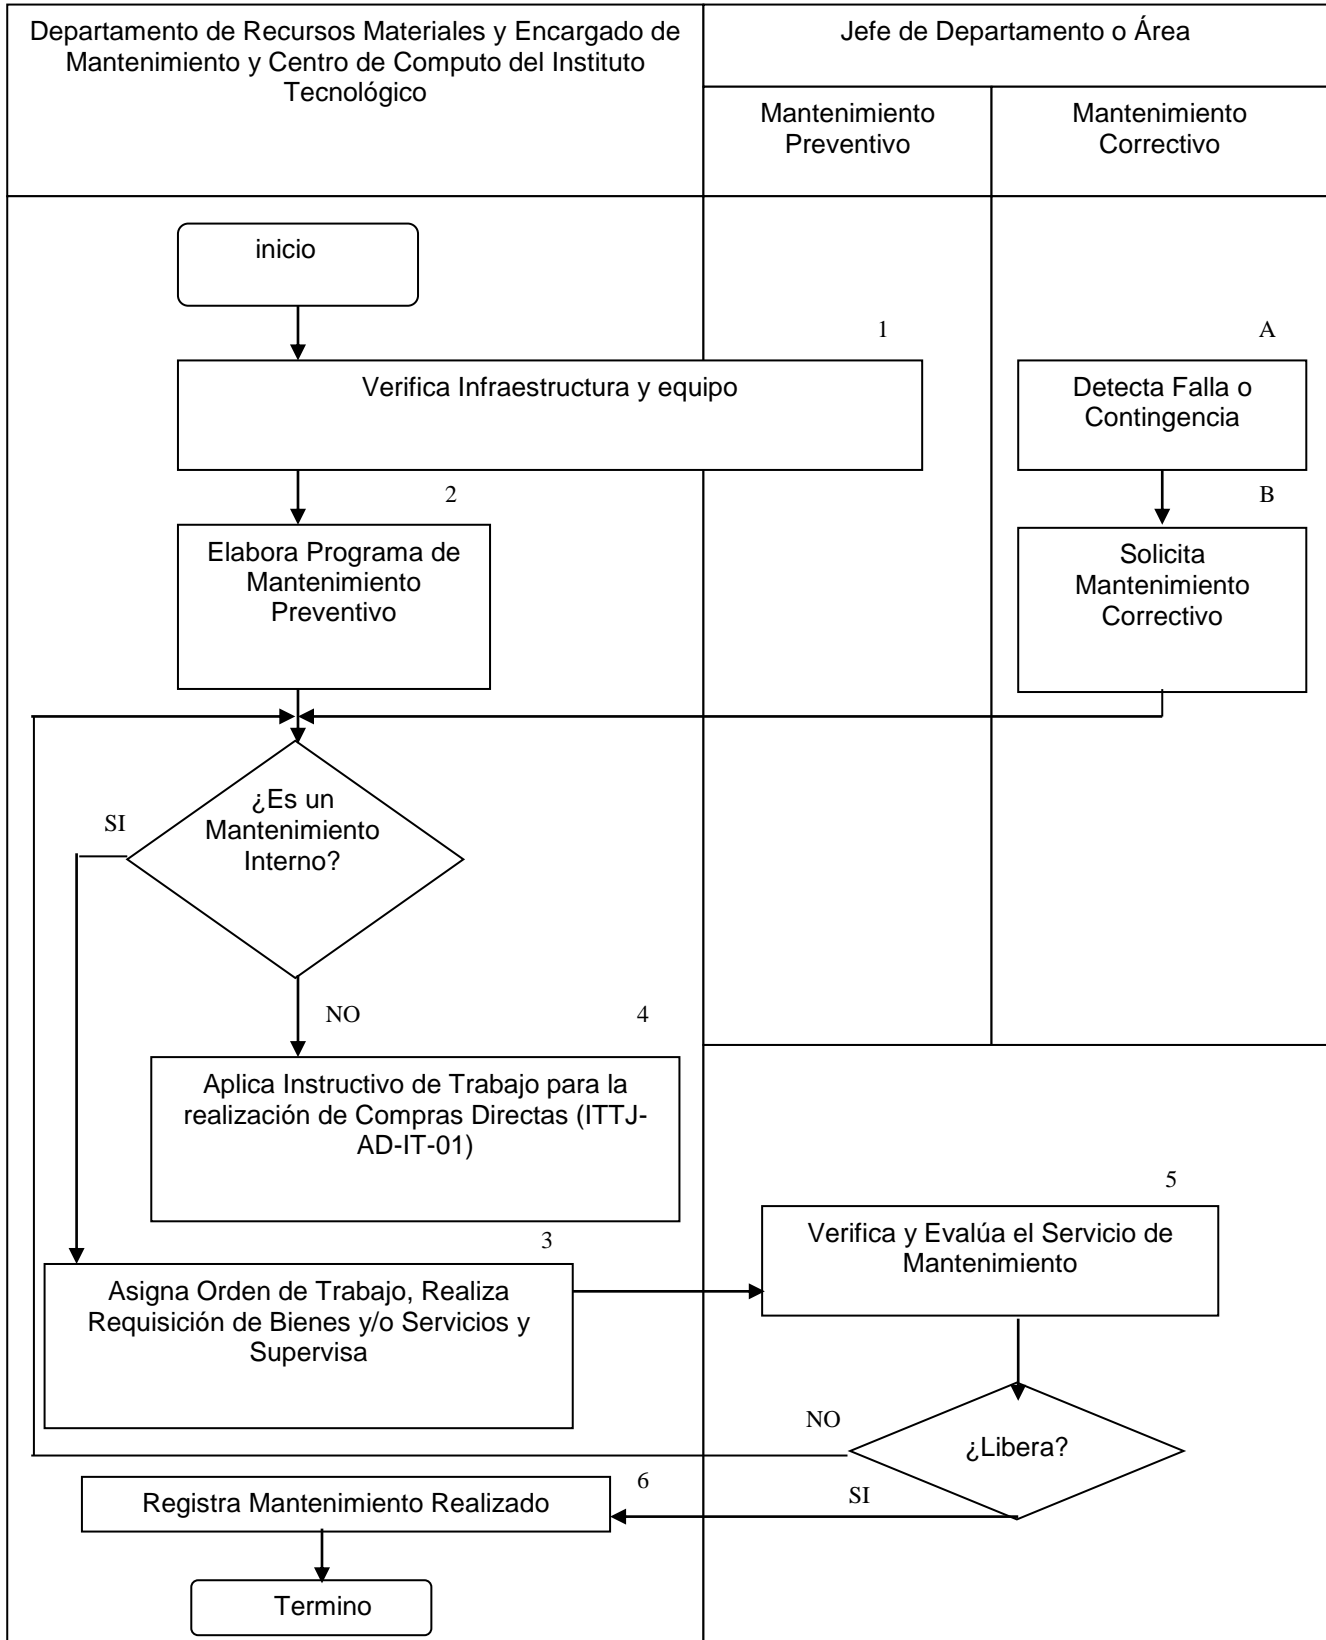 Departamento de Recursos Materiales y Encargado de
Mantenimiento y Centro de Computo del Instituto
Tecnológico
Jefe de Departamento o Área
Mantenimiento
Preventivo
Mantenimiento
Correctivo
inicio
1
Verifica Infraestructura y equipo
A
Detecta Falla o
Contingencia
2
Elabora Programa de
Mantenimiento
Preventivo
B
Solicita
Mantenimiento
Correctivo
¿Es un
Mantenimiento
Interno?
SI
NO
4
Aplica Instructivo de Trabajo para la
realización de Compras Directas (ITTJ-
AD-IT-01)
5
Verifica y Evalúa el Servicio de
Mantenimiento
3
Asigna Orden de Trabajo, Realiza
Requisición de Bienes y/o Servicios y
Supervisa
NO
¿Libera?
6
SI
Registra Mantenimiento Realizado
Termino